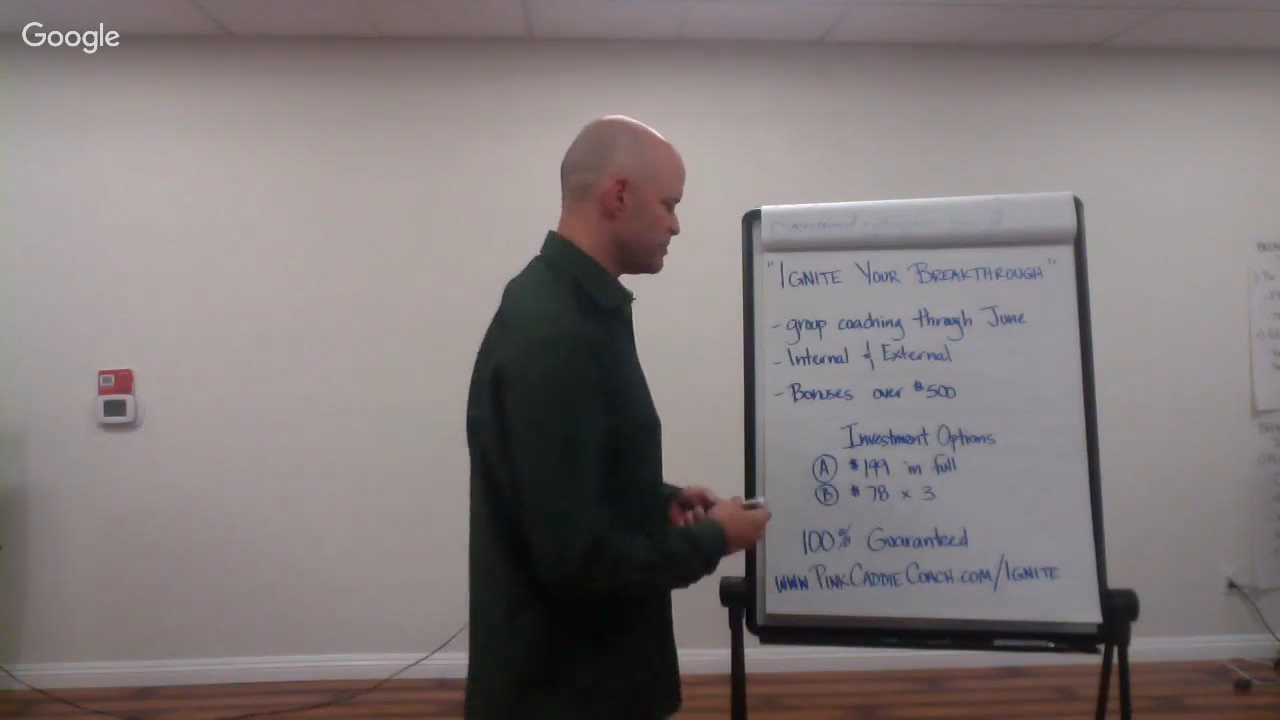 Google
"IGNITE YOUR BREAKTHROUGH"
- group coaching through June
- Internal & External
- Bonuses over $500
Investment Options
A $199 in full
B $78 x 3
100% Guaranteed
WWW.PINKCADDIECOACH.COM/IGNITE